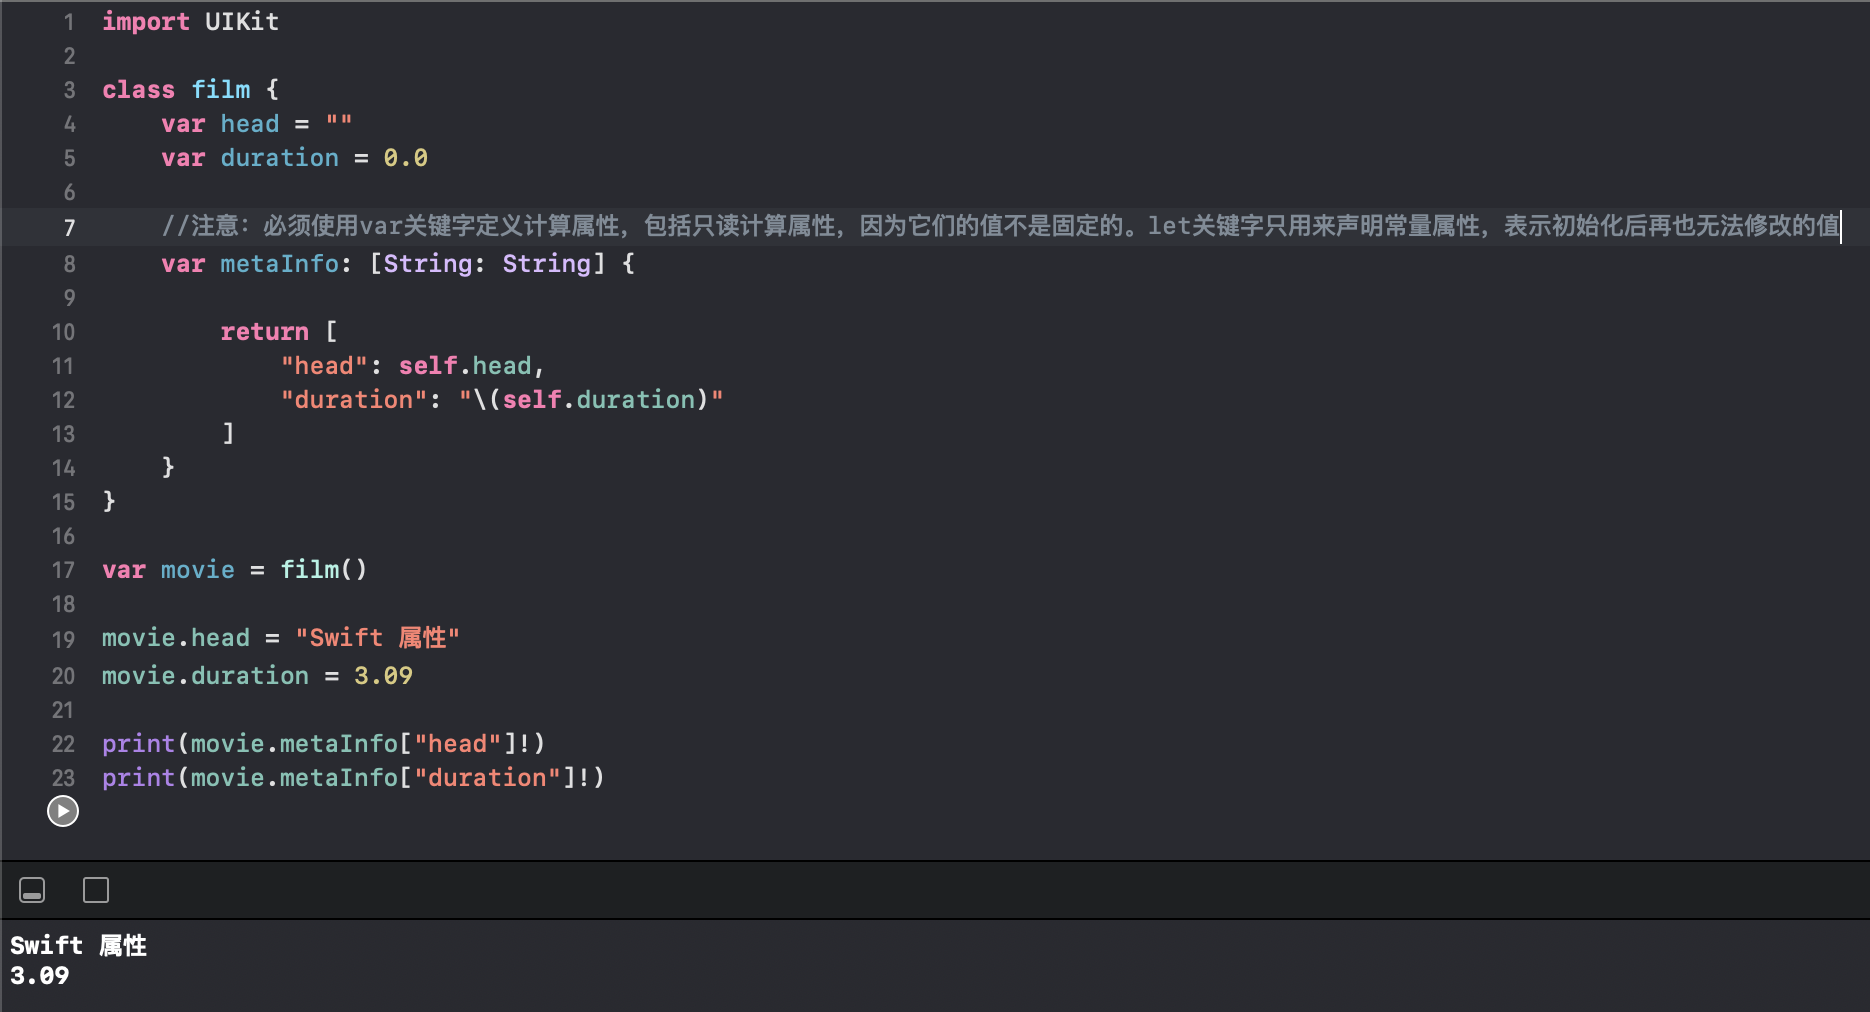 1 import UIKit
2
3 class film {
4 var head = ""
5 var duration = 0.0
6
7 //注意：必须使用var关键字定义计算属性，包括只读计算属性，因为它们的值不是固定的。let关键字只用来声明常量属性，表示初始化后再也无法修改的值
8 var metaInfo: [String: String] {
9
10 return [
11 "head": self.head,
12 "duration": "\(self.duration)"
13 ]
14 }
15 }
16
17 var movie = film()
18
19 movie.head = "Swift 属性"
20 movie.duration = 3.09
21
22 print(movie.metaInfo["head"]!)
23 print(movie.metaInfo["duration"]!)
Swift 属性
3.09